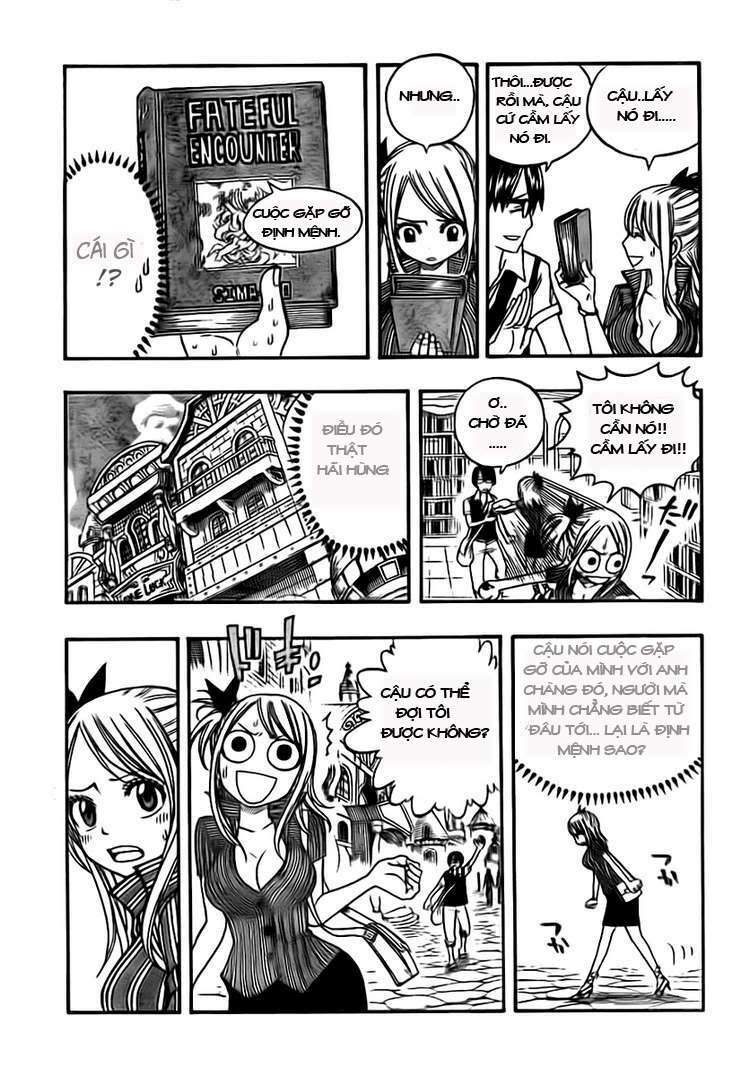 CẬU..LẤY
NÓ ĐI.....
THÔI...ĐƯỢC
RỒI MÀ, CẬU
CỨ CẦM LẤY
NÓ ĐI.
NHƯNG..
FATEFUL
ENCOUNTER
CUỘC GẶP GỠ
ĐỊNH MỆNH.
CÁI GÌ
!?
TÔI KHÔNG
CẦN NÓ!!
CẦM LẤY ĐI!!
Ơ..
CHỜ ĐÃ
.....
ĐIỀU ĐÓ
THẬT
HÃI HÙNG
CẬU NÓI CUỘC GẶP
GỠ CỦA MÌNH VỚI ANH
CHÀNG ĐÓ, NGƯỜI MÀ
MÌNH CHẲNG BIẾT TỪ
ĐÂU TỚI... LẠI LÀ ĐỊNH
MỆNH SAO?
CẬU CÓ THỂ
ĐỢI TÔI
ĐƯỢC KHÔNG?